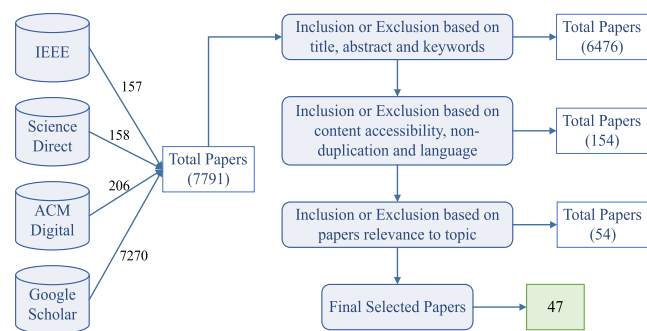 IEEE
157
Science
Direct
158
ACM
Digital
206
Google
Scholar
7270
Total Papers
(7791)
Inclusion or Exclusion based on
title, abstract and keywords
Total Papers
(6476)
Inclusion or Exclusion based on
content accessibility, non-
duplication and language
Total Papers
(154)
Inclusion or Exclusion based on
papers relevance to topic
Total Papers
(54)
Final Selected Papers
47